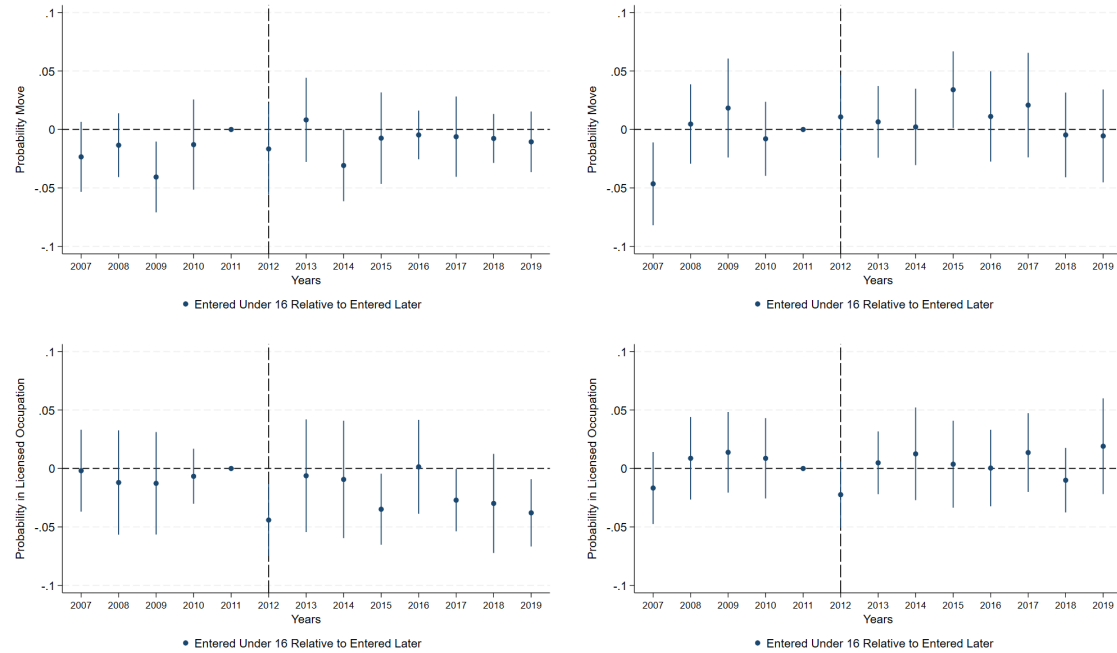 .1
.05
0
-.05
-.1
Probability Move
2007 2008 2009 2010 2011 2012 2013 2014 2015 2016 2017 2018 2019
Years
Entered Under 16 Relative to Entered Later
.1
.05
0
-.05
-.1
Probability Move
2007 2008 2009 2010 2011 2012 2013 2014 2015 2016 2017 2018 2019
Years
Entered Under 16 Relative to Entered Later
.1
.05
0
-.05
-.1
Probability in Licensed Occupation
2007 2008 2009 2010 2011 2012 2013 2014 2015 2016 2017 2018 2019
Years
Entered Under 16 Relative to Entered Later
.1
.05
0
-.05
-.1
Probability in Licensed Occupation
2007 2008 2009 2010 2011 2012 2013 2014 2015 2016 2017 2018 2019
Years
Entered Under 16 Relative to Entered Later